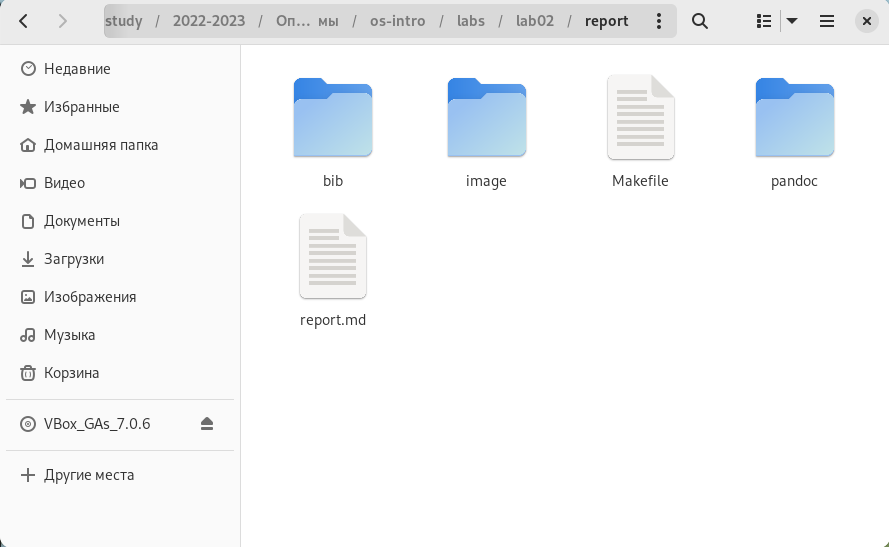 study / 2022-2023 / Оп… мы / os-intro / labs / lab02 / report
Недавние
Избранные
Домашняя папка
Видео
Документы
Загрузки
Изображения
Музыка
Корзина
VBox_GAs_7.0.6
Другие места
bib
image
Makefile
pandoc
report.md